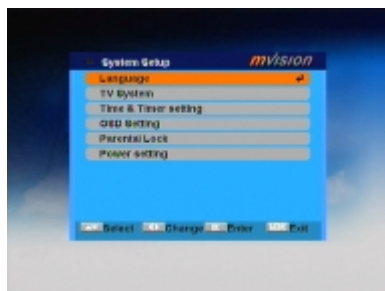 System Setup mvision
Language
TV System
Time & Timer setting
OSD Setting
Parental Lock
Power setting
Select Change Enter Exit